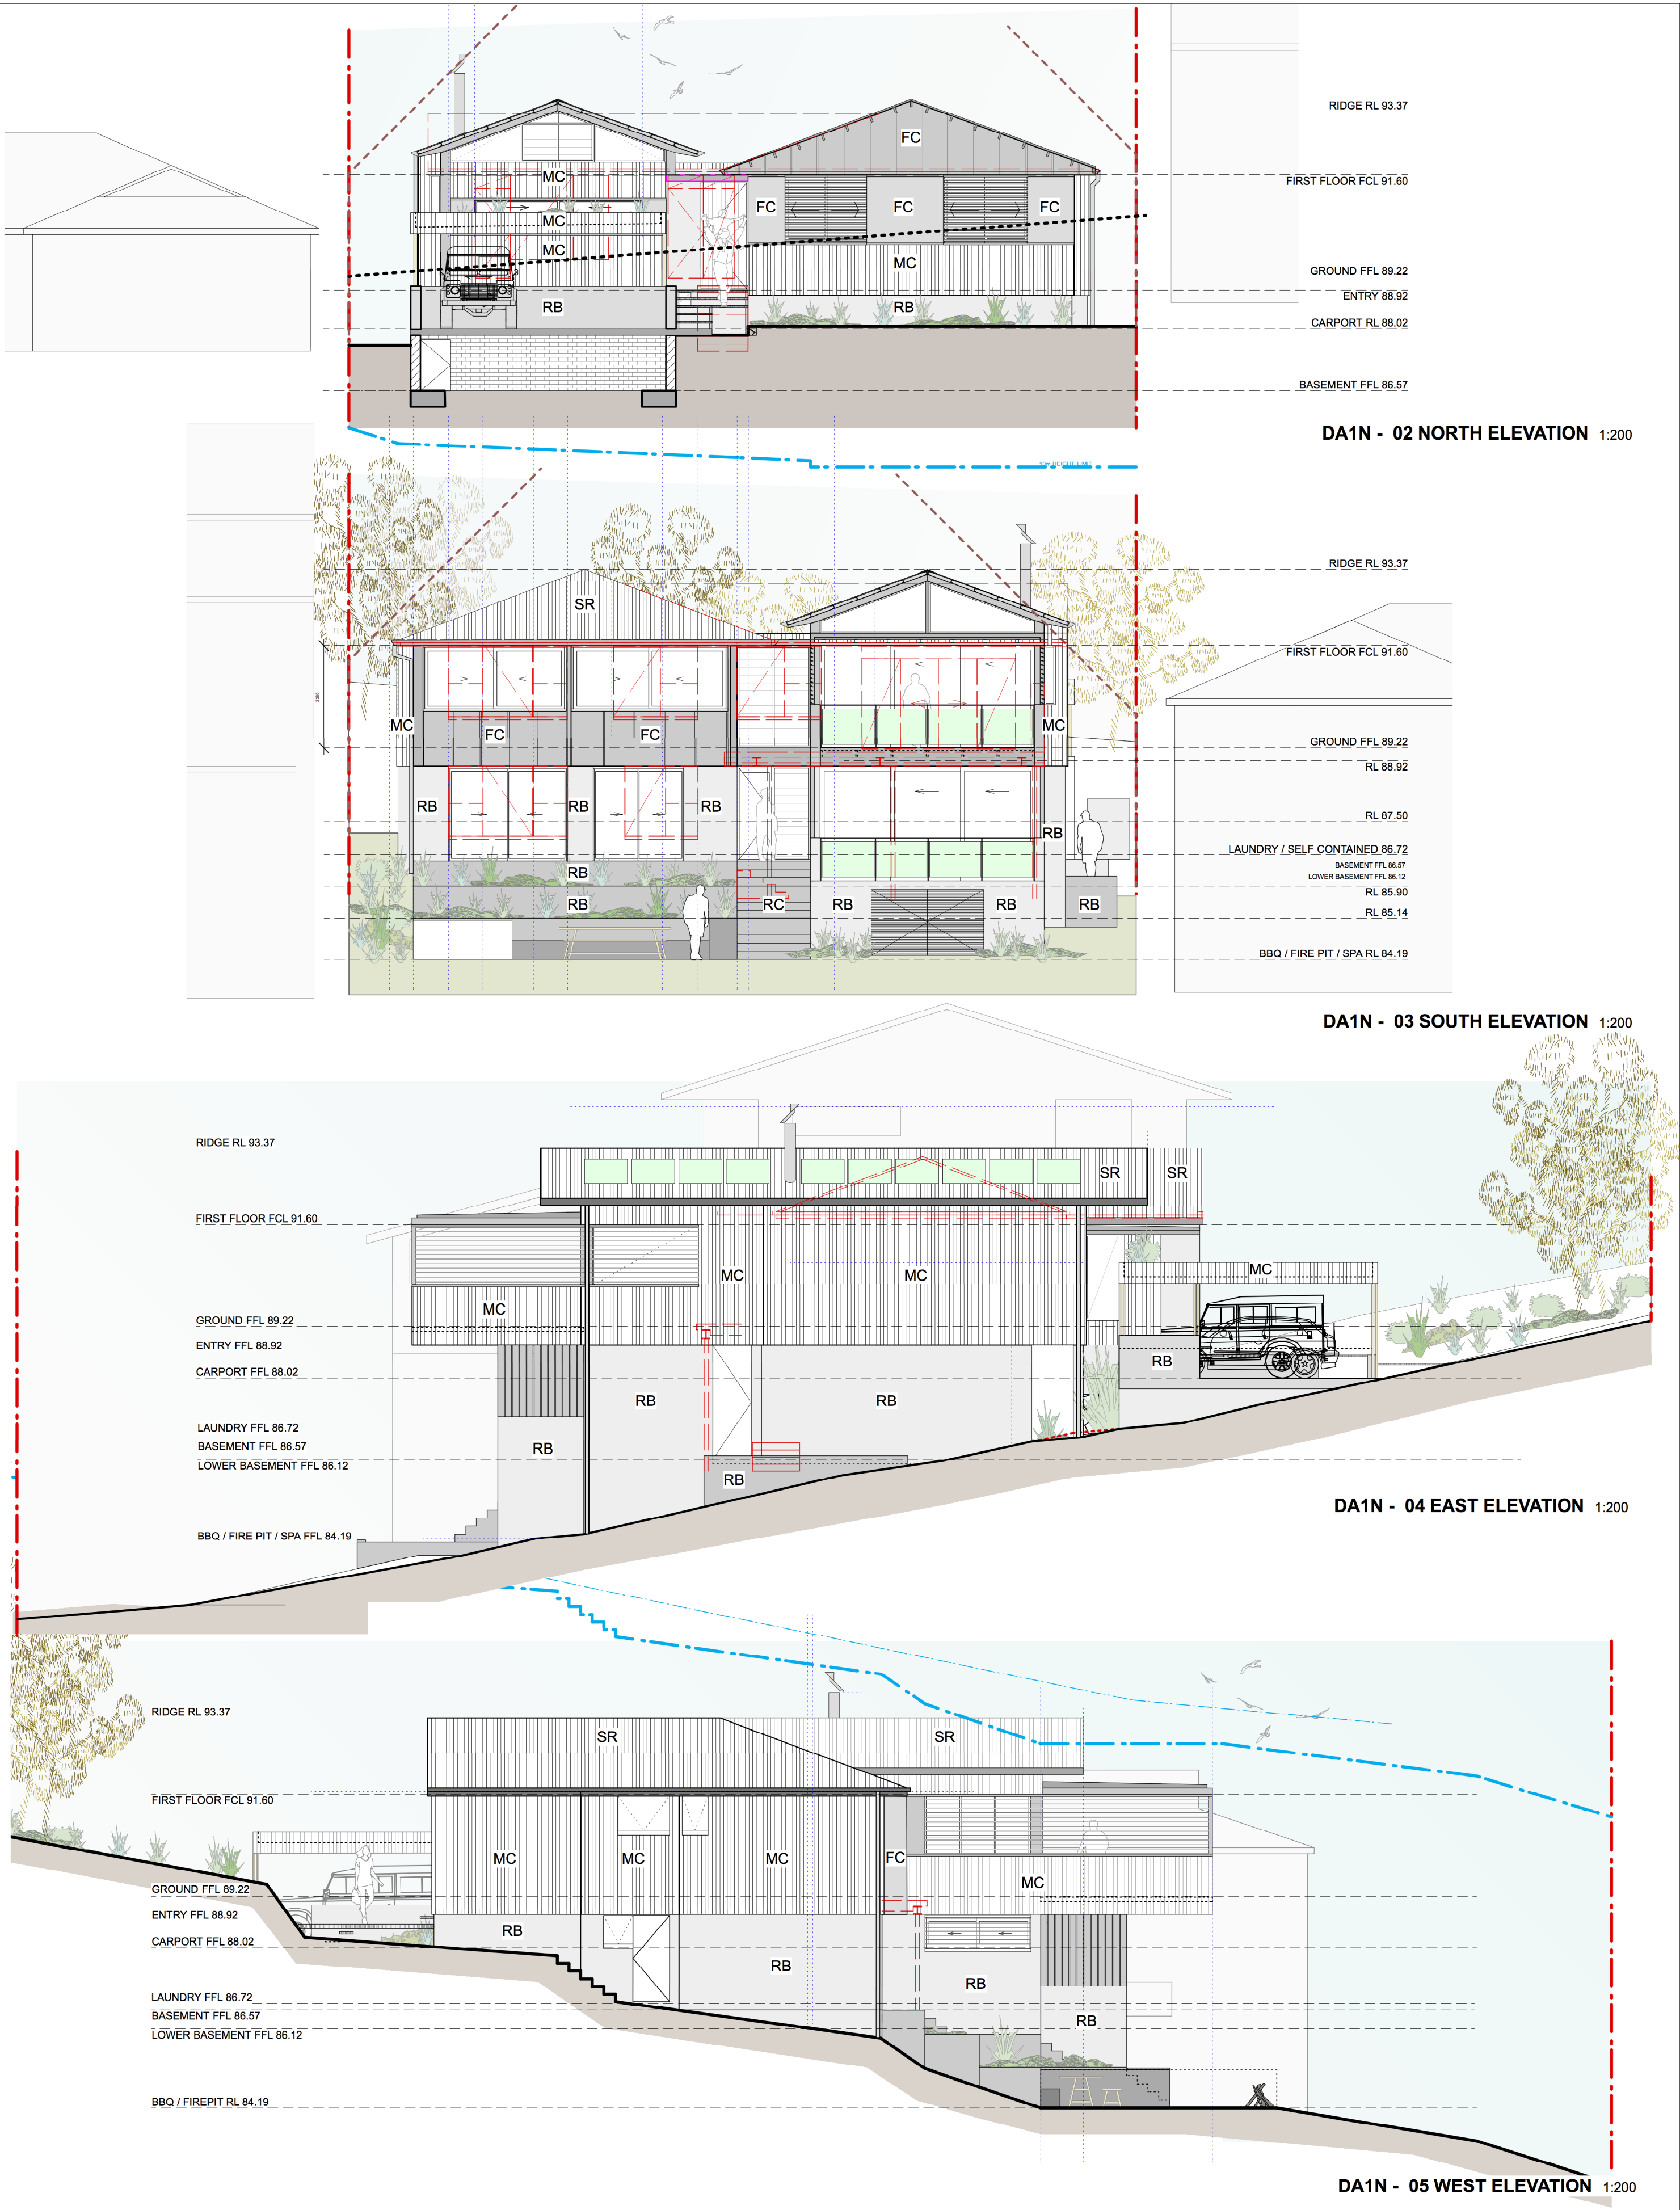 RIDGE RL 93.37
FC
MC
FIRST FLOOR FCL 91.60
FC FC FC
MC
MC
MC
GROUND FFL 89.22
ENTRY 88.92
RB RB
CARPORT RL 88.02
BASEMENT FFL 86.57
DA1N - 02 NORTH ELEVATION 1:200
10m HEIGHT LIMIT
RIDGE RL 93.37
SR
FIRST FLOOR FCL 91.60
MC FC FC MC
GROUND FFL 89.22
RL 88.92
RB RB RB
RL 87.50
RB
LAUNDRY / SELF CONTAINED 86.72
BASEMENT FFL 86.57
RB
LOWER BASEMENT FFL 86.12
RL 85.90
RB RC RB RB RB
RL 85.14
BBQ / FIRE PIT / SPA RL 84.19
DA1N - 03 SOUTH ELEVATION 1:200
RIDGE RL 93.37
SR SR
FIRST FLOOR FCL 91.60
MC MC MC
MC
GROUND FFL 89.22
ENTRY FFL 88.92
RB
CARPORT FFL 88.02
RB RB
LAUNDRY FFL 86.72
BASEMENT FFL 86.57
RB
LOWER BASEMENT FFL 86.12
RB
DA1N - 04 EAST ELEVATION 1:200
BBQ / FIRE PIT / SPA FFL 84.19
RIDGE RL 93.37
SR SR
FIRST FLOOR FCL 91.60
MC MC MC FC
MC
GROUND FFL 89.22
ENTRY FFL 88.92
RB
CARPORT FFL 88.02
RB
RB
LAUNDRY FFL 86.72
BASEMENT FFL 86.57
RB
LOWER BASEMENT FFL 86.12
BBQ / FIREPIT RL 84.19
DA1N - 05 WEST ELEVATION 1:200